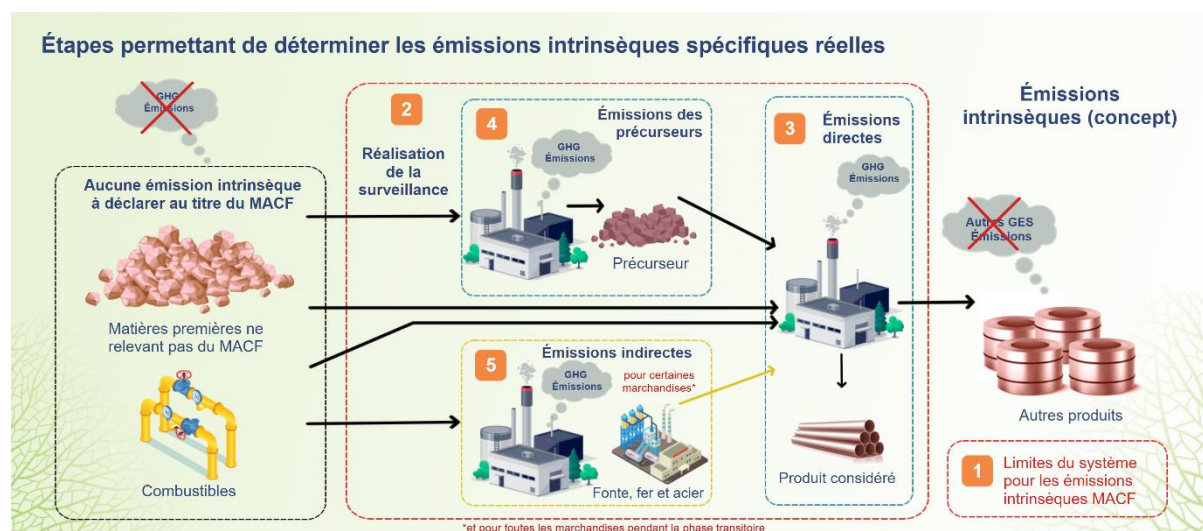 Étapes permettant de déterminer les émissions intrinsèques spécifiques réelles
GHG
Émissions
Aucune émission intrinsèque
à déclarer au titre du MACF
Matières premières ne
relevant pas du MACF
Combustibles
2
Réalisation
de la
surveillance
4
Émissions des
précurseurs
GHG
Émissions
Précurseur
5
Émissions indirectes
GHG
Émissions
pour certaines
marchandises*
Fonte, fer et acier
3
Émissions
directes
GHG
Émissions
Produit considéré
*et pour toutes les marchandises pendant la phase transitoire
Émissions
intrinsèques (concept)
Autres GES
Émissions
Autres produits
1
Limites du système
pour les émissions
intrinsèques MACF